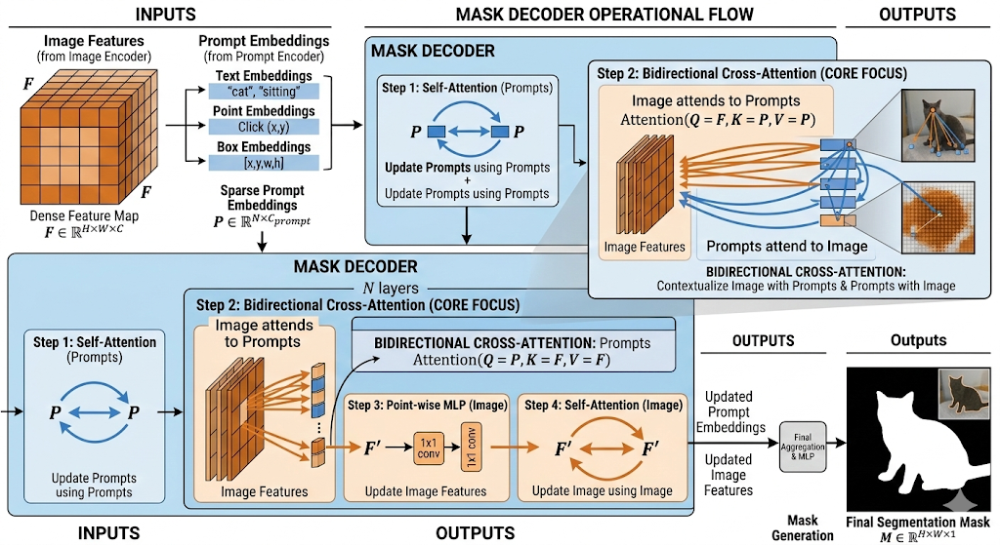 INPUTS
MASK DECODER OPERATIONAL FLOW
OUTPUTS
Image Features
(from Image Encoder)
F
F
Dense Feature Map
F ∈ ℝ^{H×W×C}
Prompt Embeddings
(from Prompt Encoder)
Text Embeddings
"cat", "sitting"
Point Embeddings
Click (x,y)
Box Embeddings
[x,y,w,h]
Sparse Prompt
Embeddings
P ∈ ℝ^{N×C_{prompt}}
MASK DECODER
Step 1: Self-Attention (Prompts)
P
P
Update Prompts using Prompts
+
Update Prompts using Prompts
Step 2: Bidirectional Cross-Attention (CORE FOCUS)
Image attends to Prompts
Attention(Q = F, K = P, V = P)
Image Features
Prompts attend to Image
BIDIRECTIONAL CROSS-ATTENTION:
Contextualize Image with Prompts & Prompts with Image
MASK DECODER
N layers
Step 1: Self-Attention
(Prompts)
P
P
Update Prompts
using Prompts
Step 2: Bidirectional Cross-Attention (CORE FOCUS)
Image attends
to Prompts
Image Features
BIDIRECTIONAL CROSS-ATTENTION: Prompts
Attention(Q = P, K = F, V = F)
Step 3: Point-wise MLP (Image)
F'
1x1
conv
1x1 conv
Update Image Features
Step 4: Self-Attention (Image)
F'
F'
Update Image using Image
OUTPUTS
Updated
Prompt
Embeddings
Updated
Image
Features
Final
Aggregation
& MLP
Mask
Generation
Outputs
Final Segmentation Mask
M ∈ ℝ^{H×W×1}
INPUTS
OUTPUTS